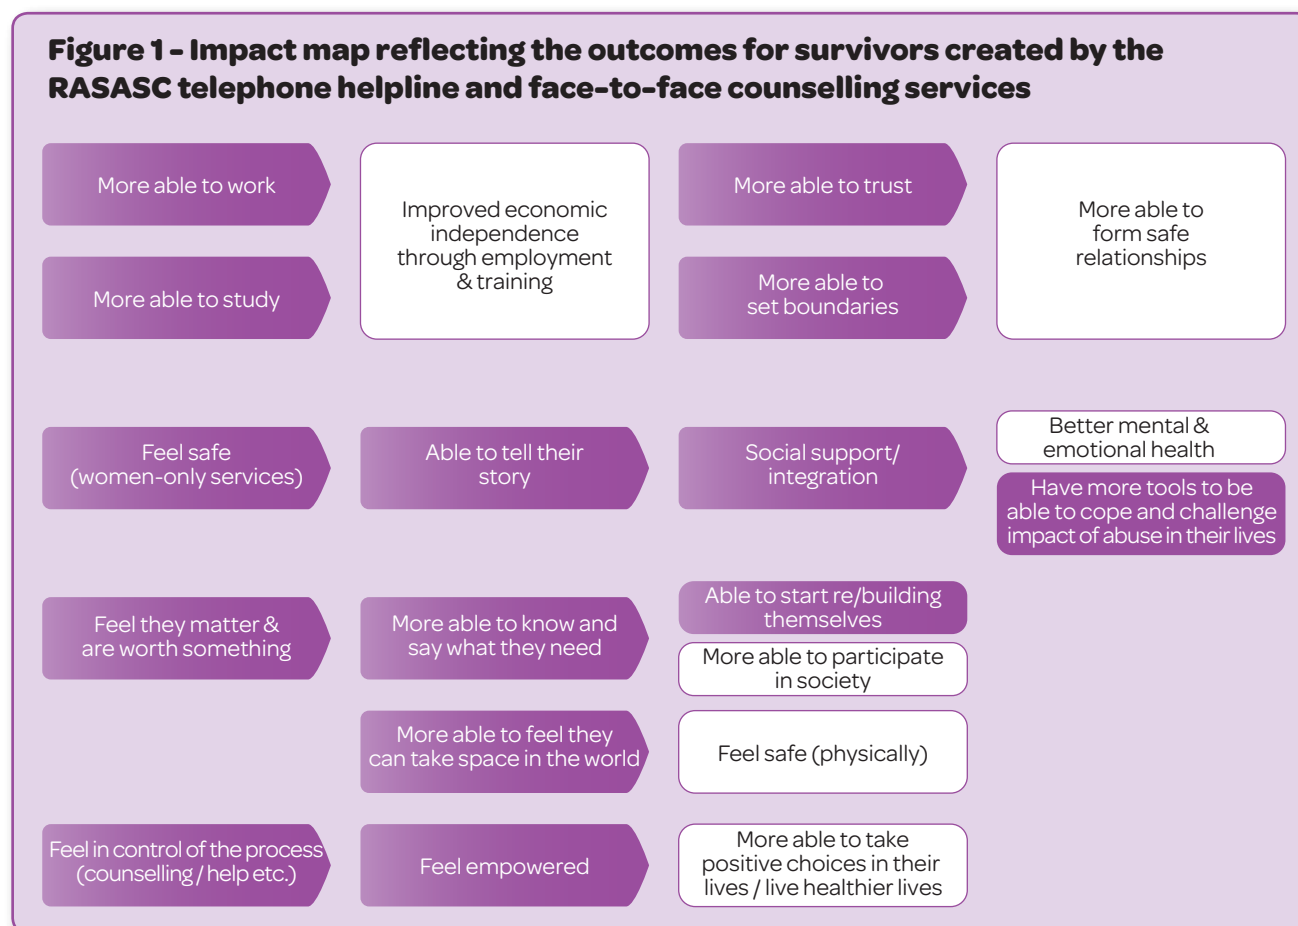 Figure 1 - Impact map reflecting the outcomes for survivors created by the
RASASC telephone helpline and face-to-face counselling services
More able to work
More able to study
Improved economic
independence
through employment
& training
More able to trust
More able to
set boundaries
More able to
form safe
relationships
Feel safe
(women-only services)
Able to tell their
story
Social support/
integration
Better mental &
emotional health
Have more tools to be
able to cope and challenge
impact of abuse in their lives
Feel they matter &
are worth something
More able to know and
say what they need
Able to start re/building
themselves
More able to participate
in society
More able to feel they
can take space in the world
Feel safe (physically)
Feel in control of the process
(counselling / help etc.)
Feel empowered
More able to take
positive choices in their
lives / live healthier lives